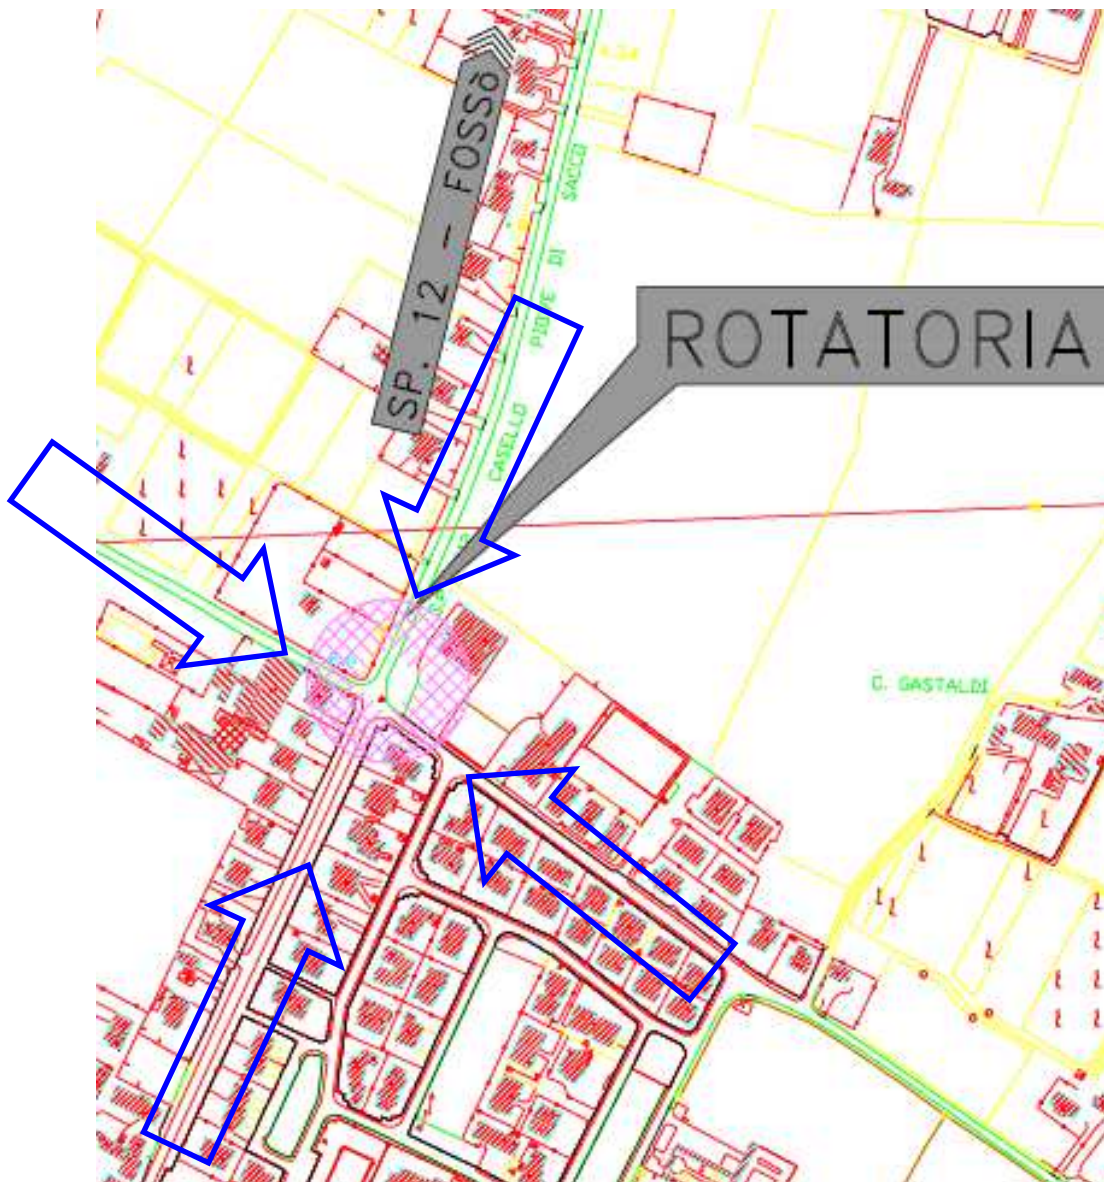 SP. 12 - FOSSÒ
ROTATORIA
CASELLO PIOVE DI SACCO
C. GASTALDI